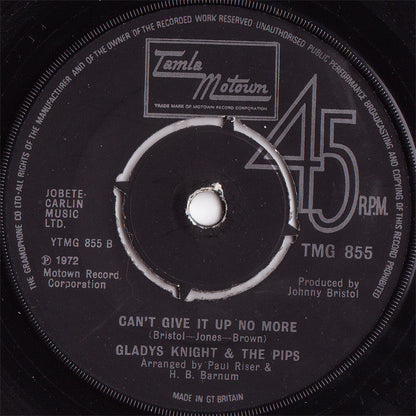 THE GRAMOPHONE CO LTD·ALL RIGHTS OF THE MANUFACTURER AND OF THE OWNER OF THE RECORDED WORK RESERVED UNAUTHORISED PUBLIC PERFORMANCE BROADCASTING AND COPYING OF THIS RECORD PROHIBITED
Tamla
Motown
TRADE MARK OF MOTOWN RECORD CORPORATION
45
R.P.M.
JOBETE-
CARLIN
MUSIC
LTD.
YTMG 855 B
℗ 1972
Motown Record
Corporation
TMG 855
Produced by
Johnny Bristol
CAN'T GIVE IT UP NO MORE
(Bristol—Jones—Brown)
GLADYS KNIGHT & THE PIPS
Arranged by Paul Riser &
H. B. Barnum
MADE IN GT BRITAIN